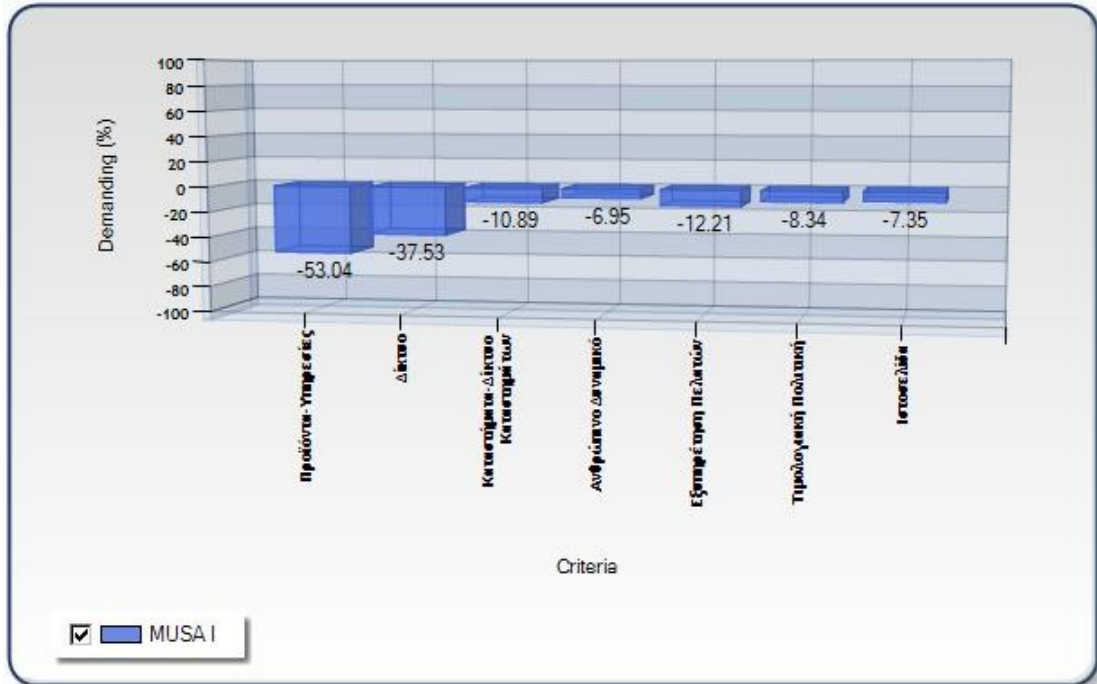 100
80
60
40
20
0
-20
-40
-60
-80
-100
Demanding (%)
-53.04
-37.53
-10.89
-6.95
-12.21
-8.34
-7.35
Προϊόντα-Υπηρεσίες
Δίκτυο
Καταστήματα-Δίκτυο
Καταστημάτων
Ανθρώπινο Δυναμικό
Εξυπηρέτηση Πελατών
Τιμολογιακή Πολιτική
Ιστοσελίδα
Criteria
MUSA I